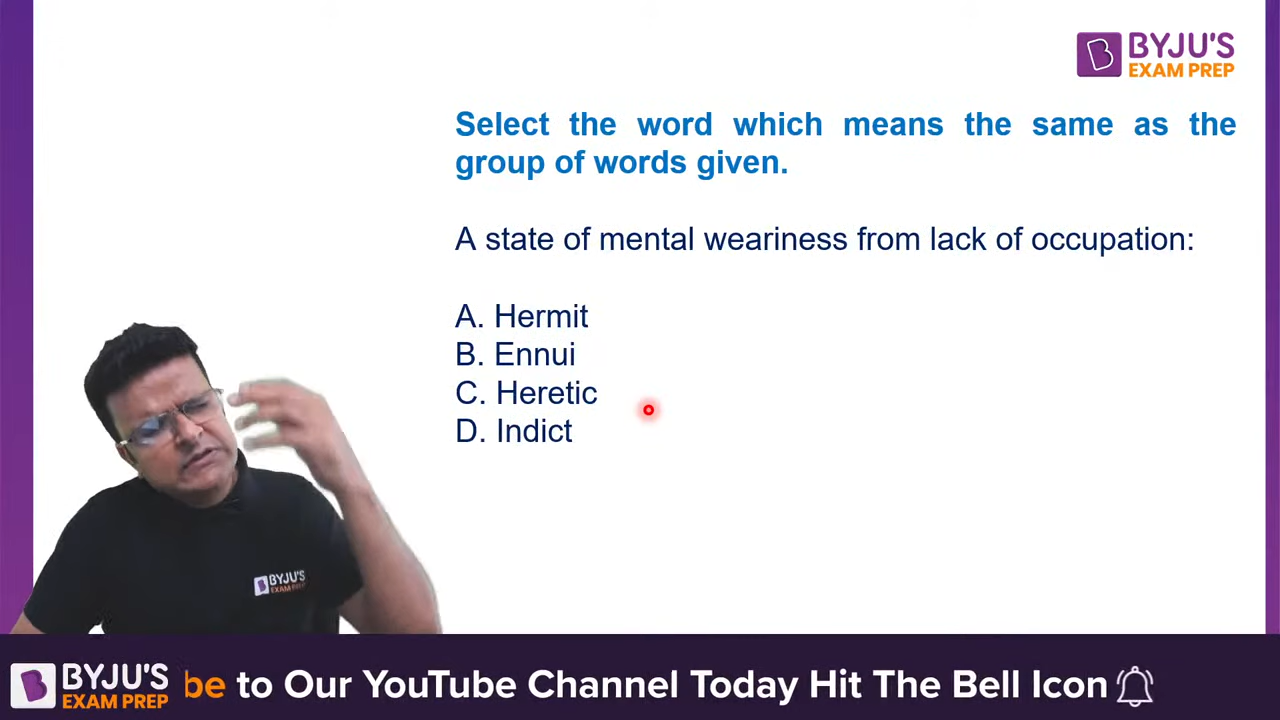 BYJU'S
EXAM PREP
Select the word which means the same as the
group of words given.
A state of mental weariness from lack of occupation:
A. Hermit
B. Ennui
C. Heretic
D. Indict
BYJU'S
EXAM PREP
BYJU'S
EXAM PREP
be to Our YouTube Channel Today Hit The Bell Icon